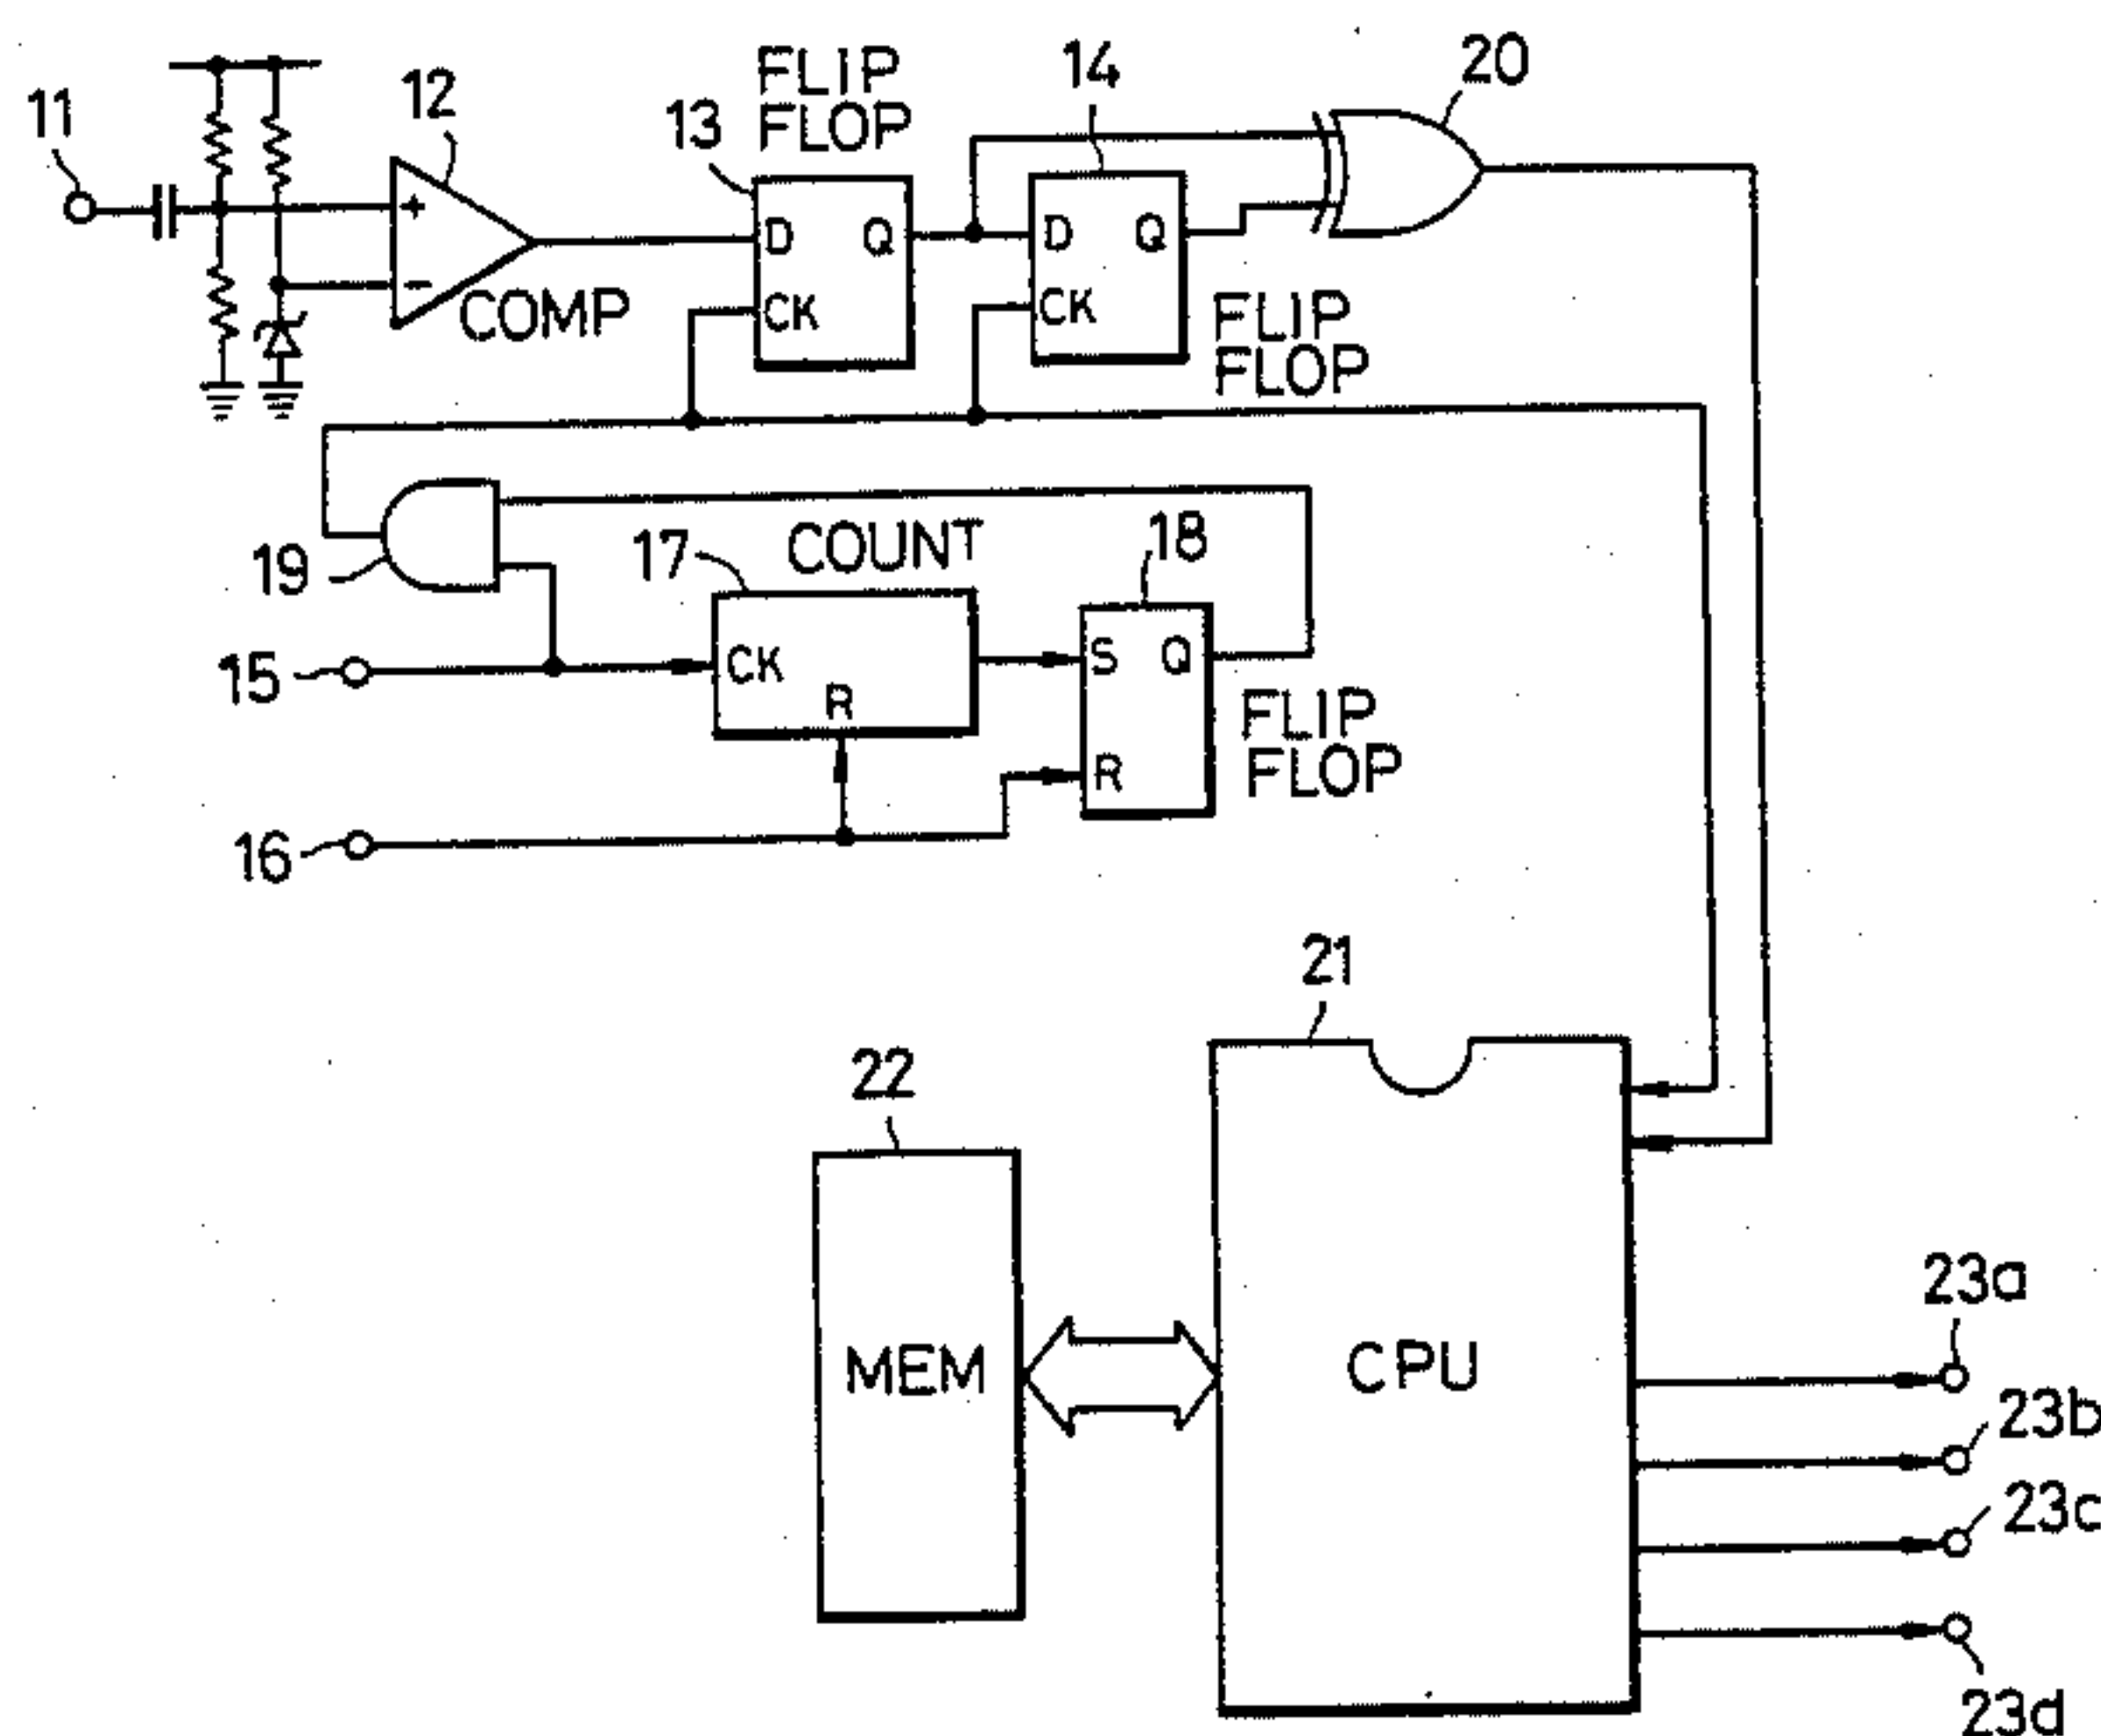 11
12
COMP
13
FLIP
FLOP
D
Q
CK
14
D
Q
CK
FLIP
FLOP
20
+
−
19
17
COUNT
CK
R
18
S
Q
R
FLIP
FLOP
15
16
21
CPU
22
MEM
23a
23b
23c
23d